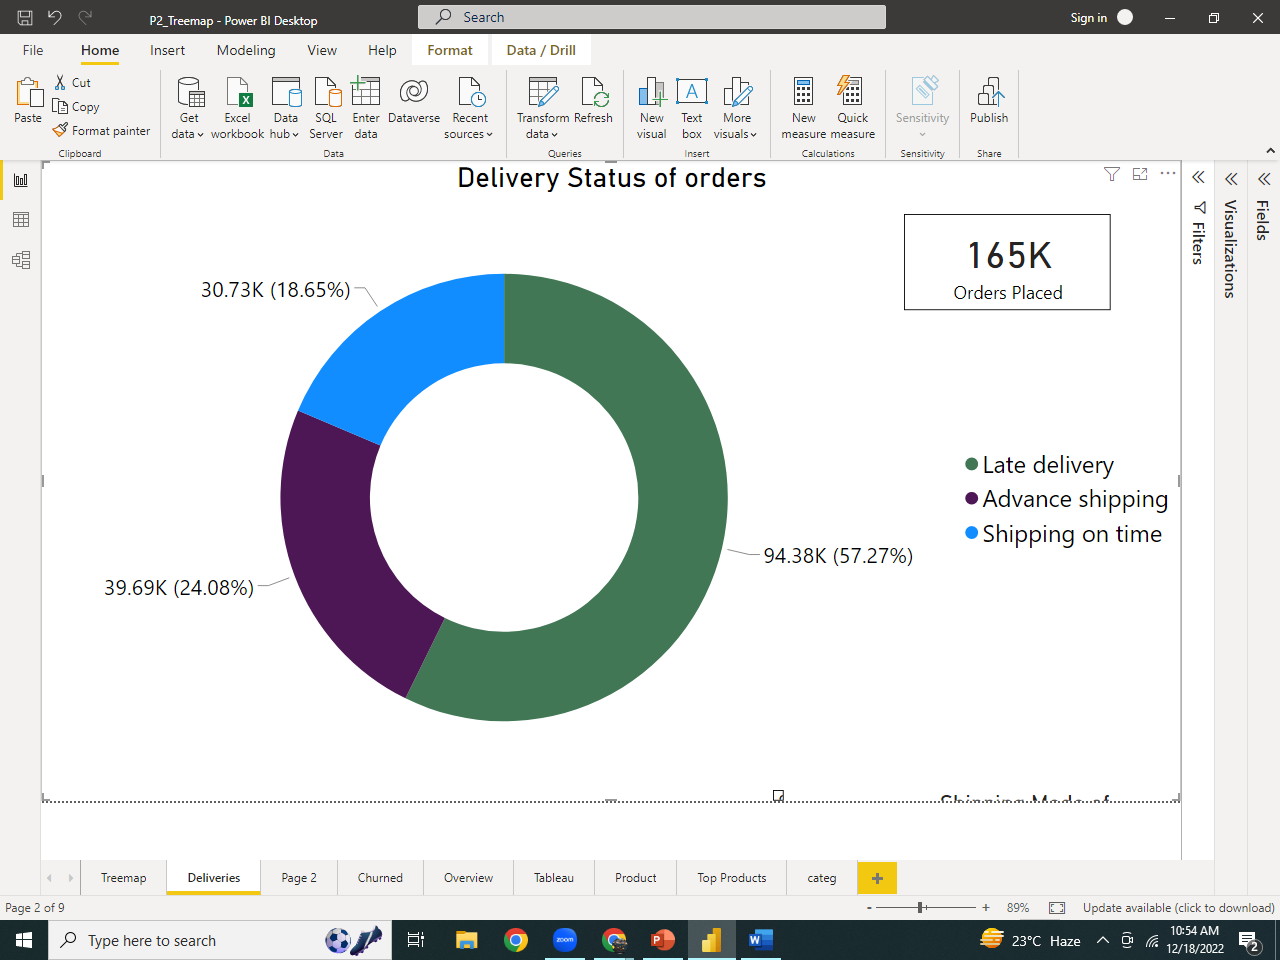 P2_Treemap - Power BI Desktop
Search
Sign in
File Home Insert Modeling View Help Format Data / Drill
Paste
Cut
Copy
Format painter
Clipboard
Get data
Excel workbook
Data hub
SQL Server
Enter data
Dataverse
Recent sources
Data
Transform data
Refresh
Queries
New visual
Text box
More visuals
Insert
New measure
Quick measure
Calculations
Sensitivity
Sensitivity
Publish
Share
Delivery Status of orders
165K
Orders Placed
30.73K (18.65%)
39.69K (24.08%)
94.38K (57.27%)
Late delivery
Advance shipping
Shipping on time
Filters
Visualizations
Fields
Shipping Mode of
Treemap Deliveries Page 2 Churned Overview Tableau Product Top Products categ
Page 2 of 9
- + 89%
Update available (click to download)
Type here to search
zoom
23°C Haze
10:54 AM
12/18/2022
2